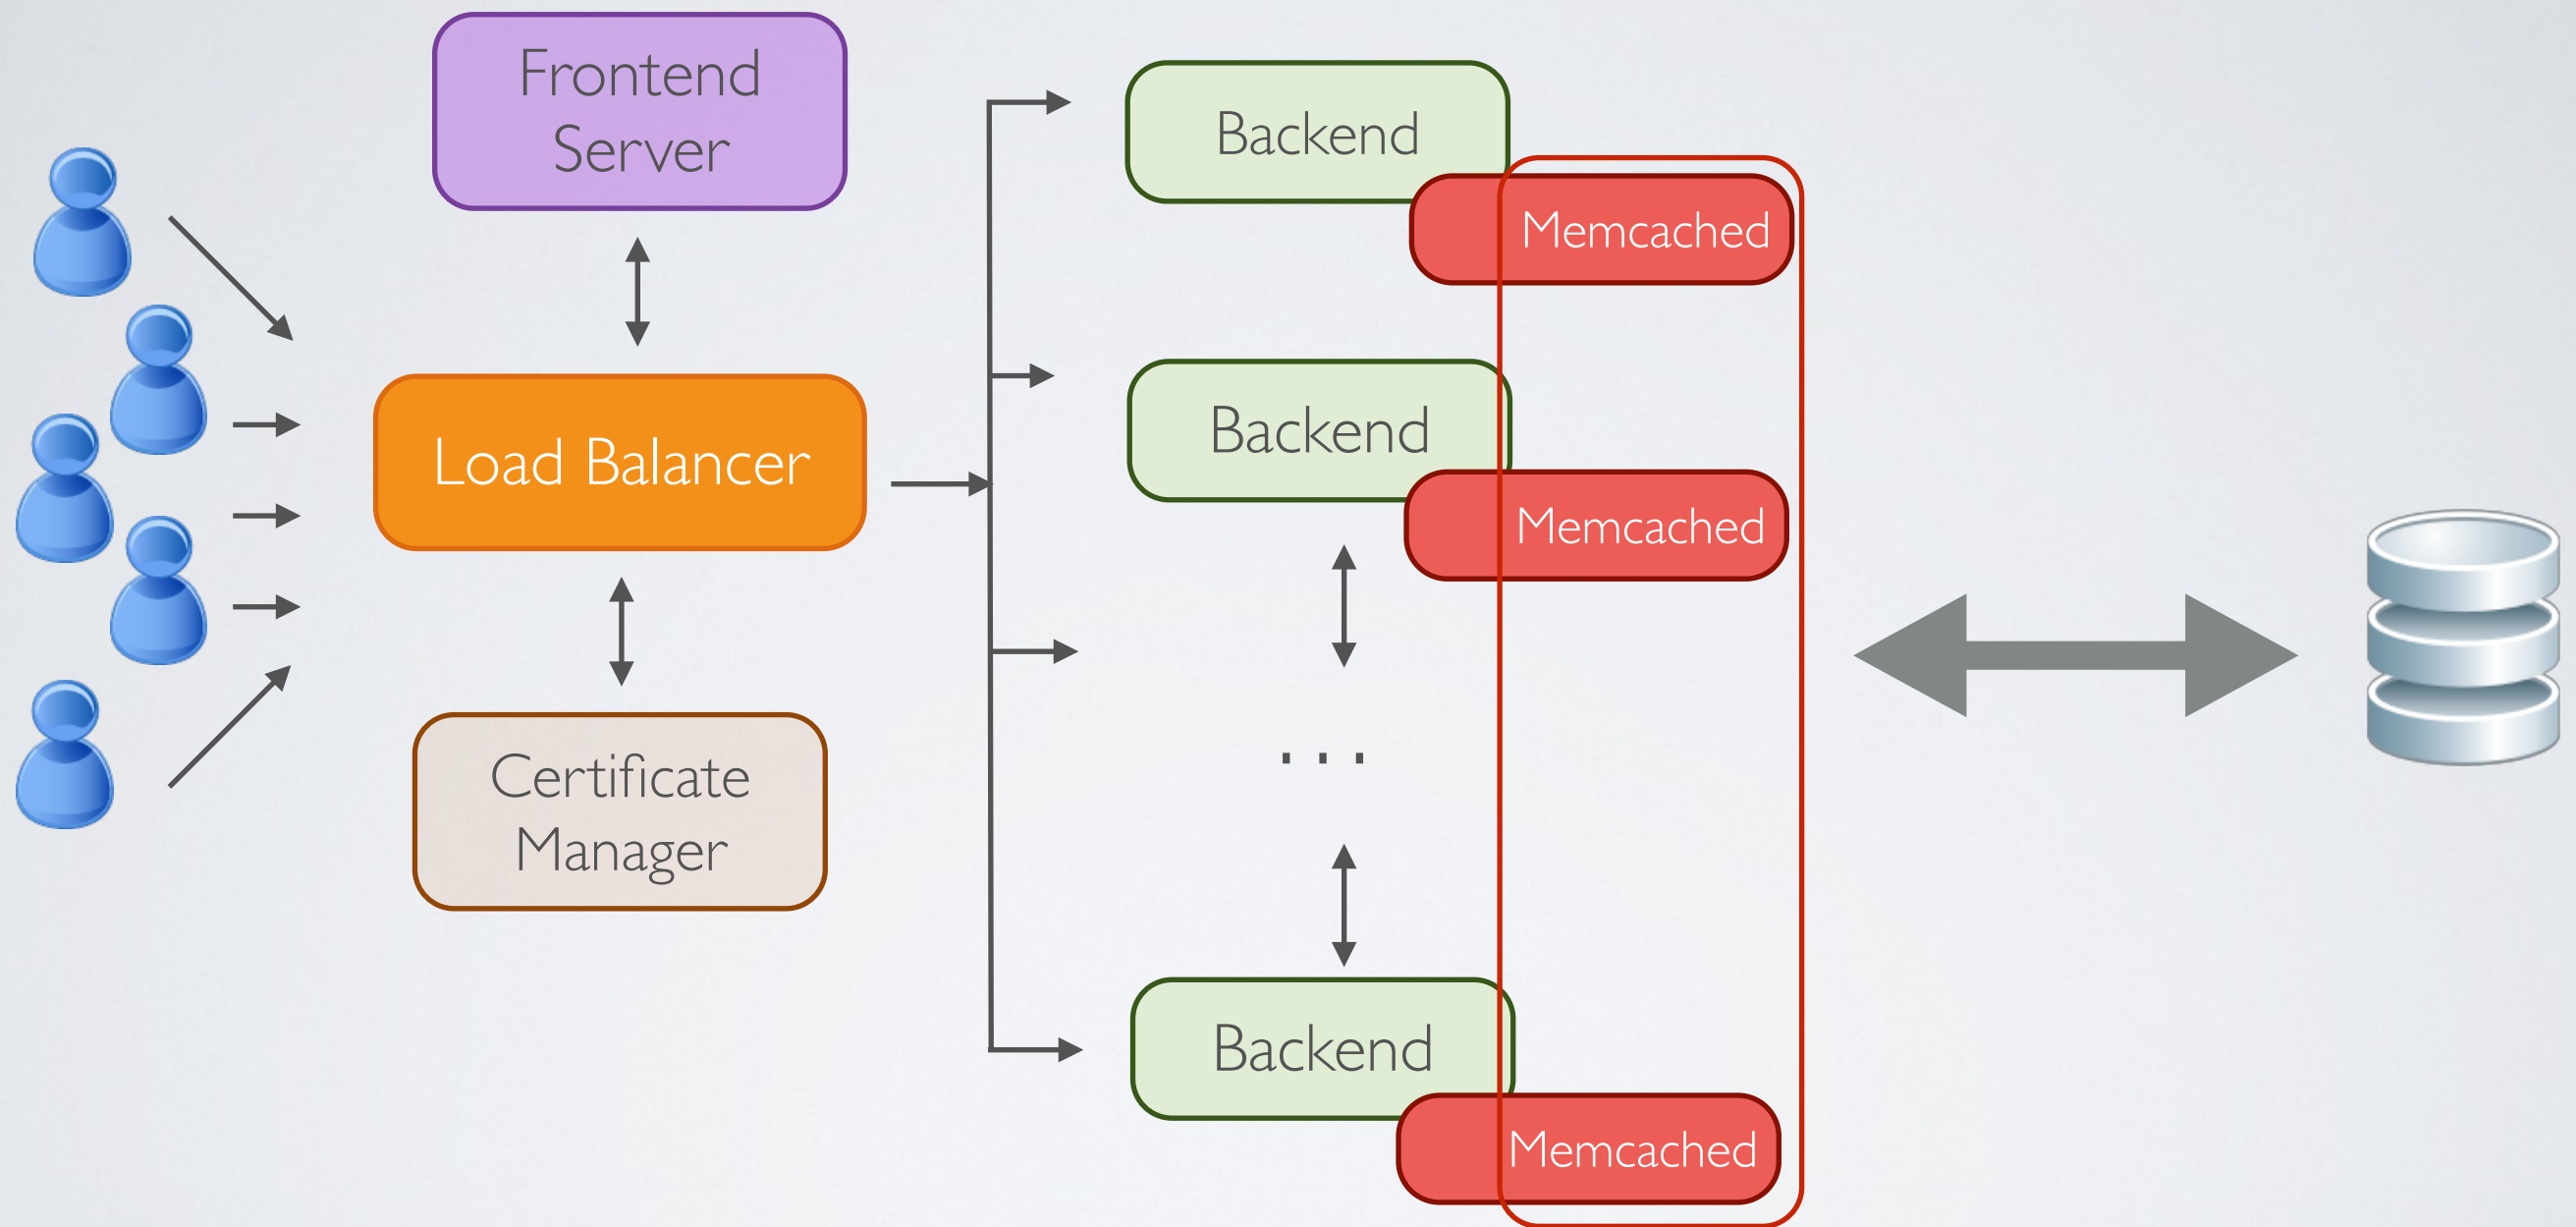 Frontend
Server
Load Balancer
Certificate
Manager
Backend
Memcached
Backend
Memcached
...
Backend
Memcached